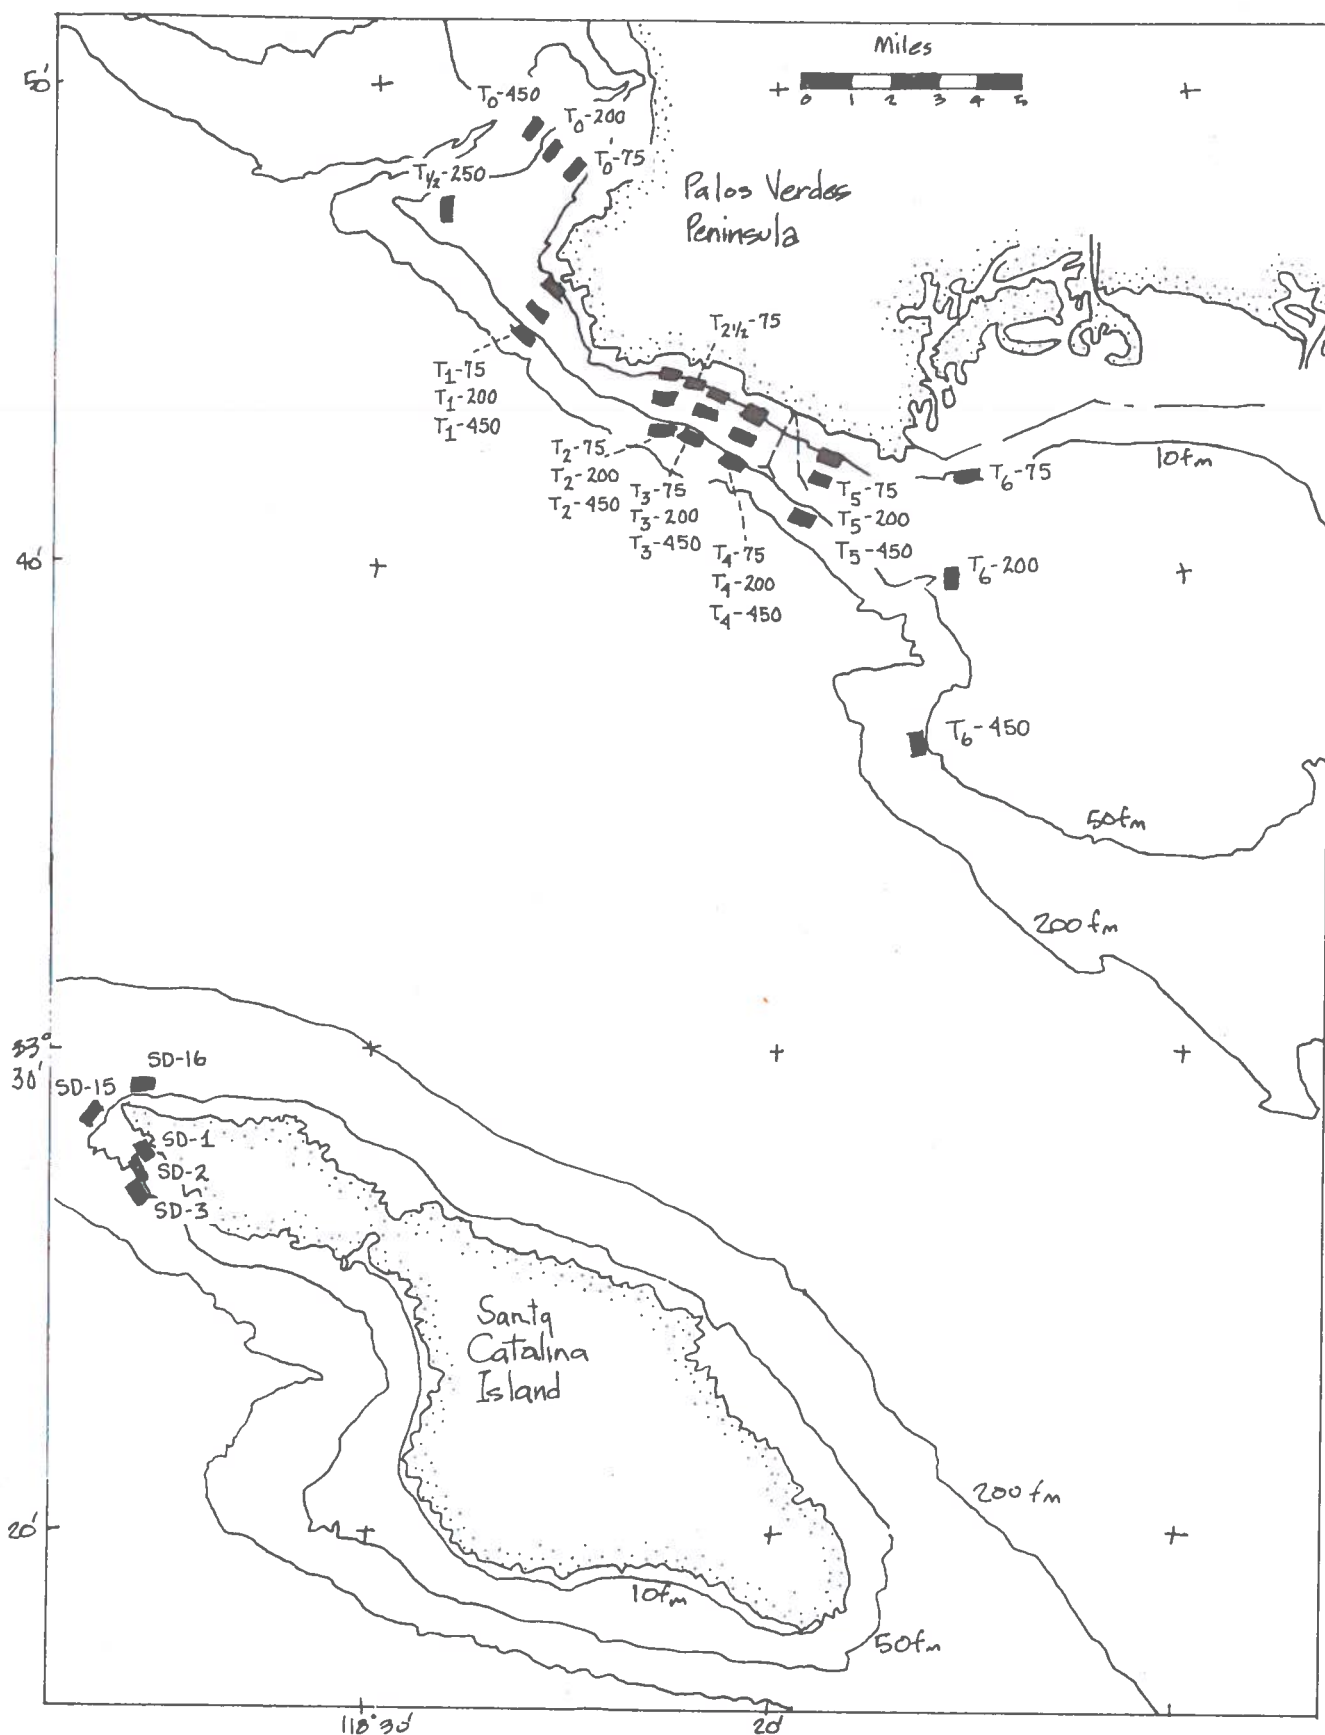 Miles
0 1 2 3 4 5
50'
T0-450
T0-200
T0-75
T1/2-250
Palos Verdes
Peninsula
T2 1/2-75
T1-75
T1-200
T1-450
T2-75
T2-200
T2-450
T3-75
T3-200
T3-450
T4-75
T4-200
T4-450
T5-75
T5-200
T5-450
T6-75
10fm
40'
T6-200
T6-450
50fm
200fm
33°
30'
SD-16
SD-15
SD-1
SD-2
SD-3
Santa
Catalina
Island
200fm
20'
10fm
50fm
118°30'
20'